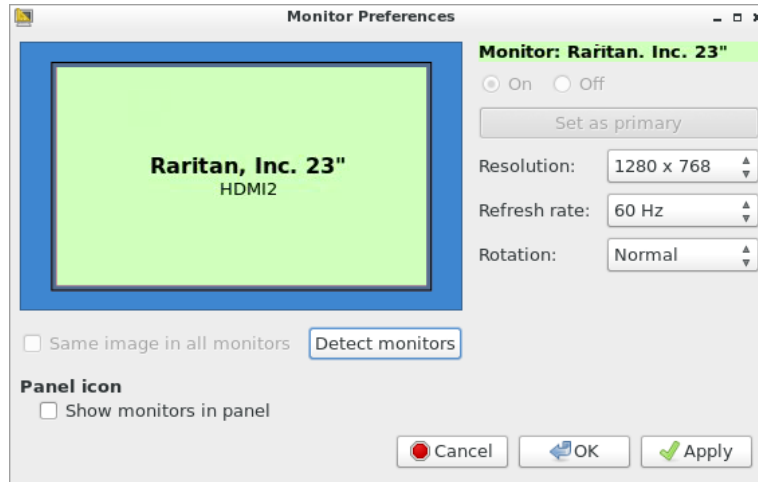 Monitor Preferences
Monitor: Raritan. Inc. 23"
On Off
Set as primary
Raritan, Inc. 23"
HDMI2
Resolution: 1280 x 768
Refresh rate: 60 Hz
Rotation: Normal
Same image in all monitors Detect monitors
Panel icon
Show monitors in panel
Cancel OK Apply